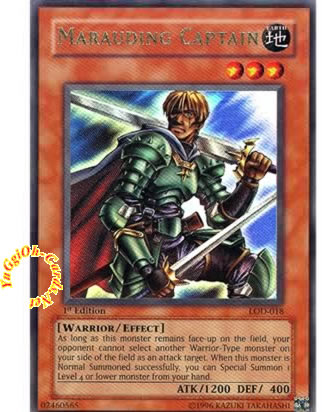 MARAUDING CAPTAIN
EARTH
地
YuGgiOh-Cards.Net
1st Edition
LOD-018
[WARRIOR/EFFECT]
As long as this monster remains face-up on the field, your
opponent cannot select another Warrior-Type monster on
your side of the field as an attack target. When this monster is
Normal Summoned successfully, you can Special Summon 1
Level 4 or lower monster from your hand.
ATK/1200 DEF/ 400
02460565
©1996 KAZUKI TAKAHASHI